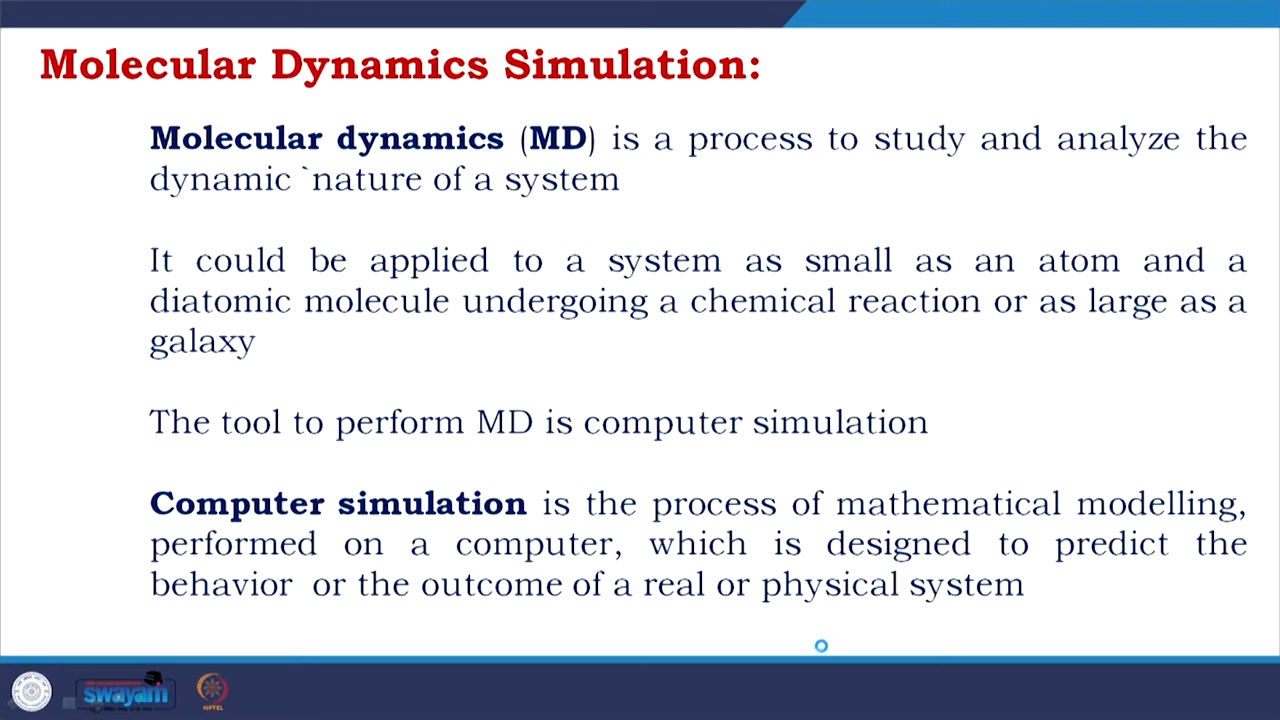 Molecular Dynamics Simulation:
Molecular dynamics (MD) is a process to study and analyze the
dynamic `nature of a system
It could be applied to a system as small as an atom and a
diatomic molecule undergoing a chemical reaction or as large as a
galaxy
The tool to perform MD is computer simulation
Computer simulation is the process of mathematical modelling,
performed on a computer, which is designed to predict the
behavior or the outcome of a real or physical system
swayam
NPTEL